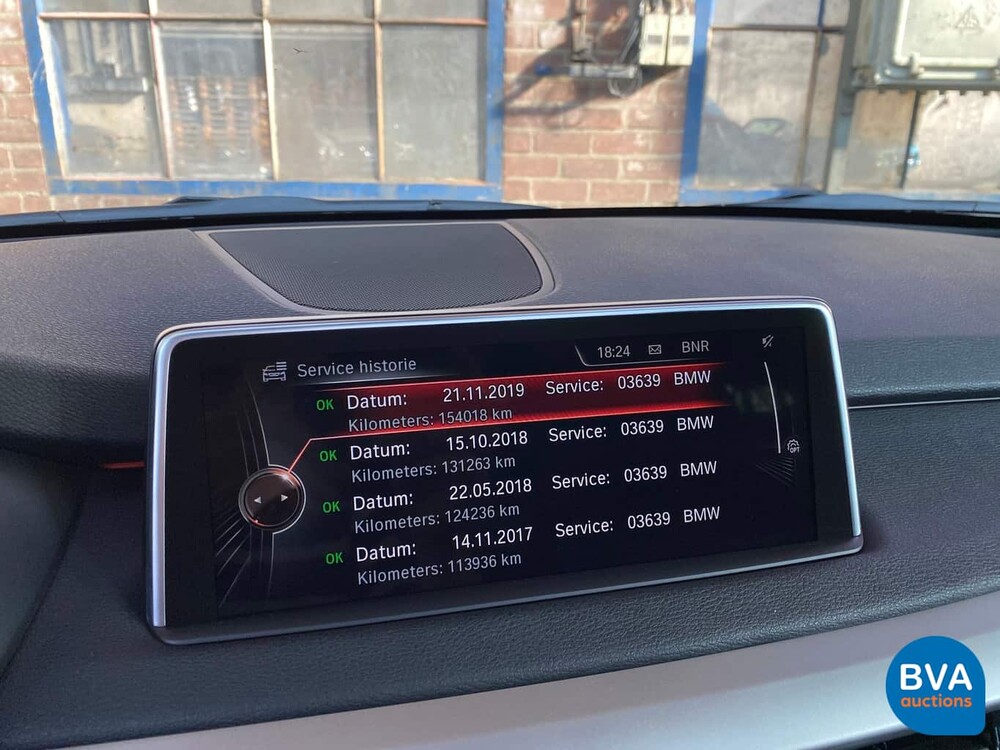 Service historie
18:24 BNR
OK Datum: 21.11.2019 Service: 03639 BMW
Kilometers: 154018 km
OK Datum: 15.10.2018 Service: 03639 BMW
Kilometers: 131263 km
OK Datum: 22.05.2018 Service: 03639 BMW
Kilometers: 124236 km
OK Datum: 14.11.2017 Service: 03639 BMW
Kilometers: 113936 km
OPT
BVA
auctions